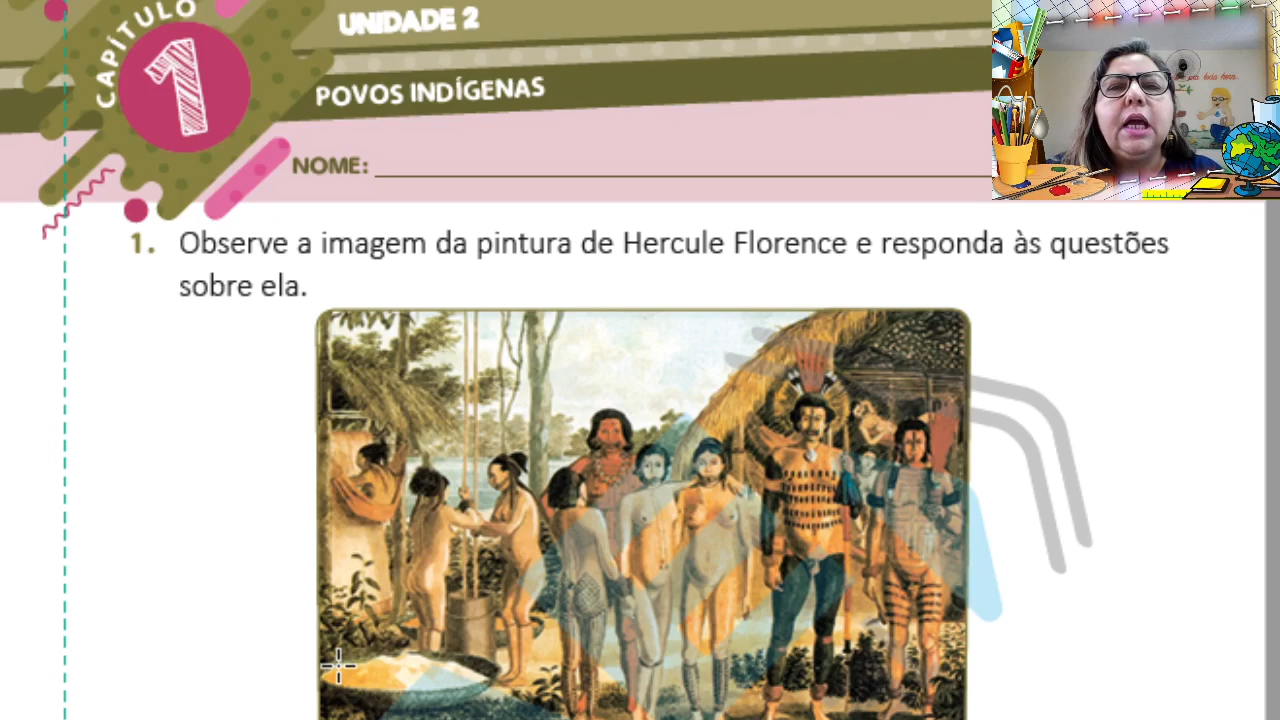 CAPÍTULO
1
UNIDADE 2
POVOS INDÍGENAS
NOME:
1. Observe a imagem da pintura de Hercule Florence e responda às questões
sobre ela.